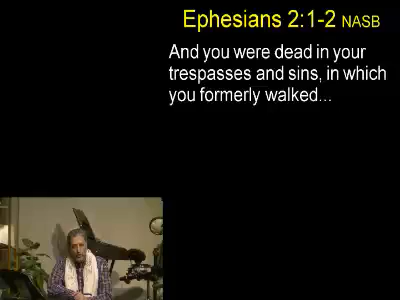 Ephesians 2:1-2 NASB
And you were dead in your
trespasses and sins, in which
you formerly walked...